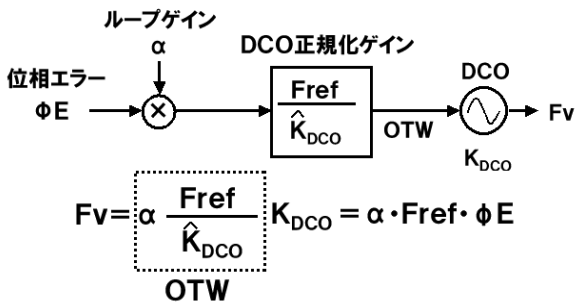 ループゲイン
α
DCO正規化ゲイン
位相エラー
ΦE
×
Fref
K̂DCO
OTW
DCO
KDCO
Fv
Fv=α Fref/K̂DCO KDCO=α・Fref・ΦE
OTW